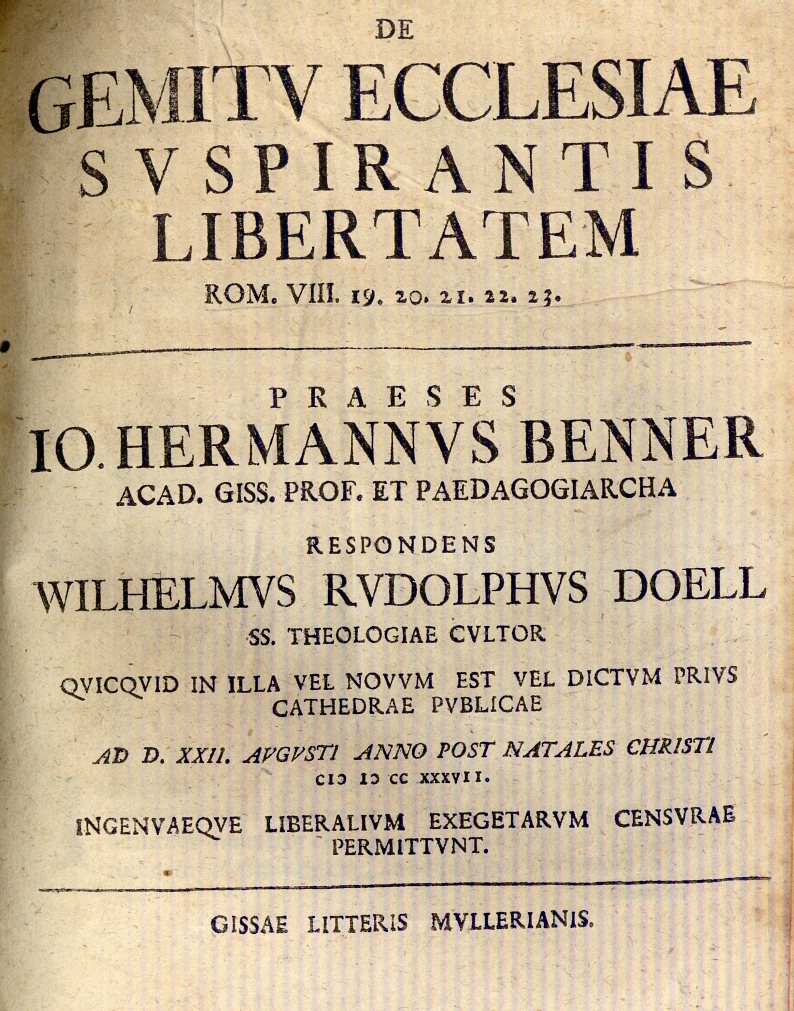 DE
GEMITV ECCLESIAE
SVSPIRANTIS
LIBERTATEM
ROM. VIII. 19. 20. 21. 22. 23.
PRAESES
IO. HERMANNVS BENNER
ACAD. GISS. PROF. ET PAEDAGOGIARCHA
RESPONDENS
WILHELMVS RVDOLPHVS DOELL
SS. THEOLOGIAE CVLTOR
QVICQVID IN ILLA VEL NOVVM EST VEL DICTVM PRIVS
CATHEDRAE PVBLICAE
AD D. XXII. AVGVSTI ANNO POST NATALES CHRISTI
CIↃ IↃ CC XXXVII.
INGENVAEQVE LIBERALIVM EXEGETARVM CENSVRAE
PERMITTVNT.
GISSAE LITTERIS MVLLERIANIS.